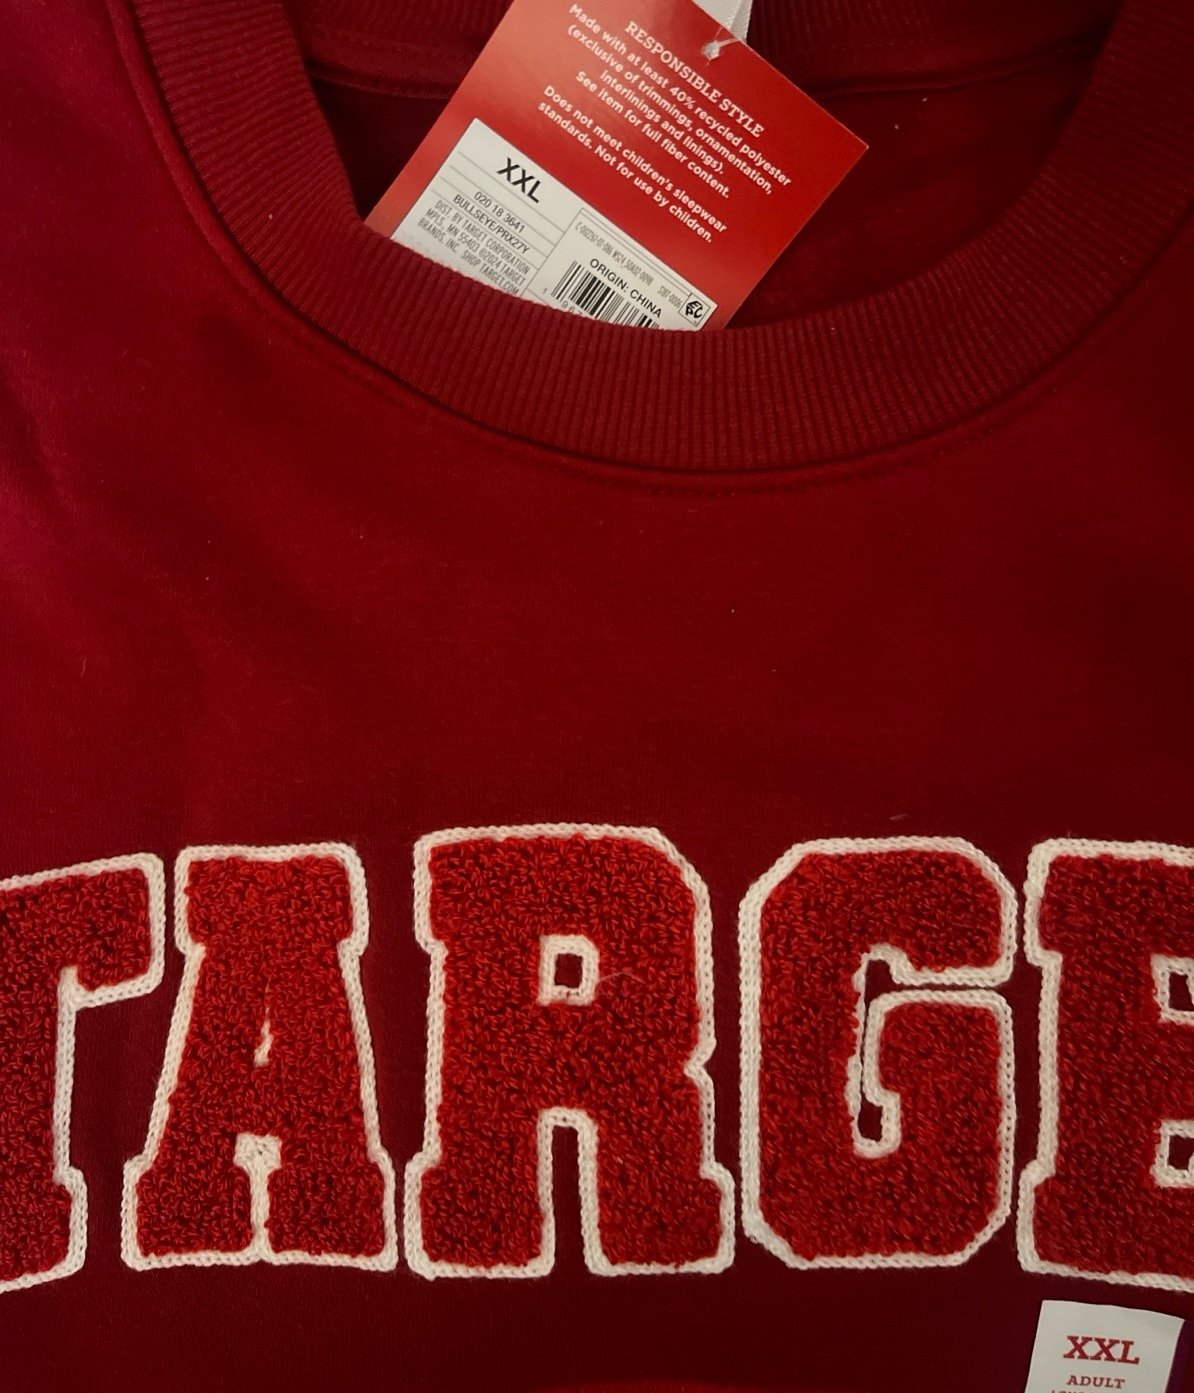 RESPONSIBLE STYLE
Made with at least 40% recycled polyester
(exclusive of trimmings, ornamentation,
interlinings and linings).
See item for full fiber content.
Does not meet children's sleepwear
standards. Not for use by children.
XXL
020 18 3641
BULLSEYE/PRX27Y
DIST. BY TARGET CORPORATION
MPLS, MN 55403 ©2024 TARGET
BRANDS, INC. SHOP TARGET.COM
ORIGIN: CHINA
TARGE
XXL
ADULT